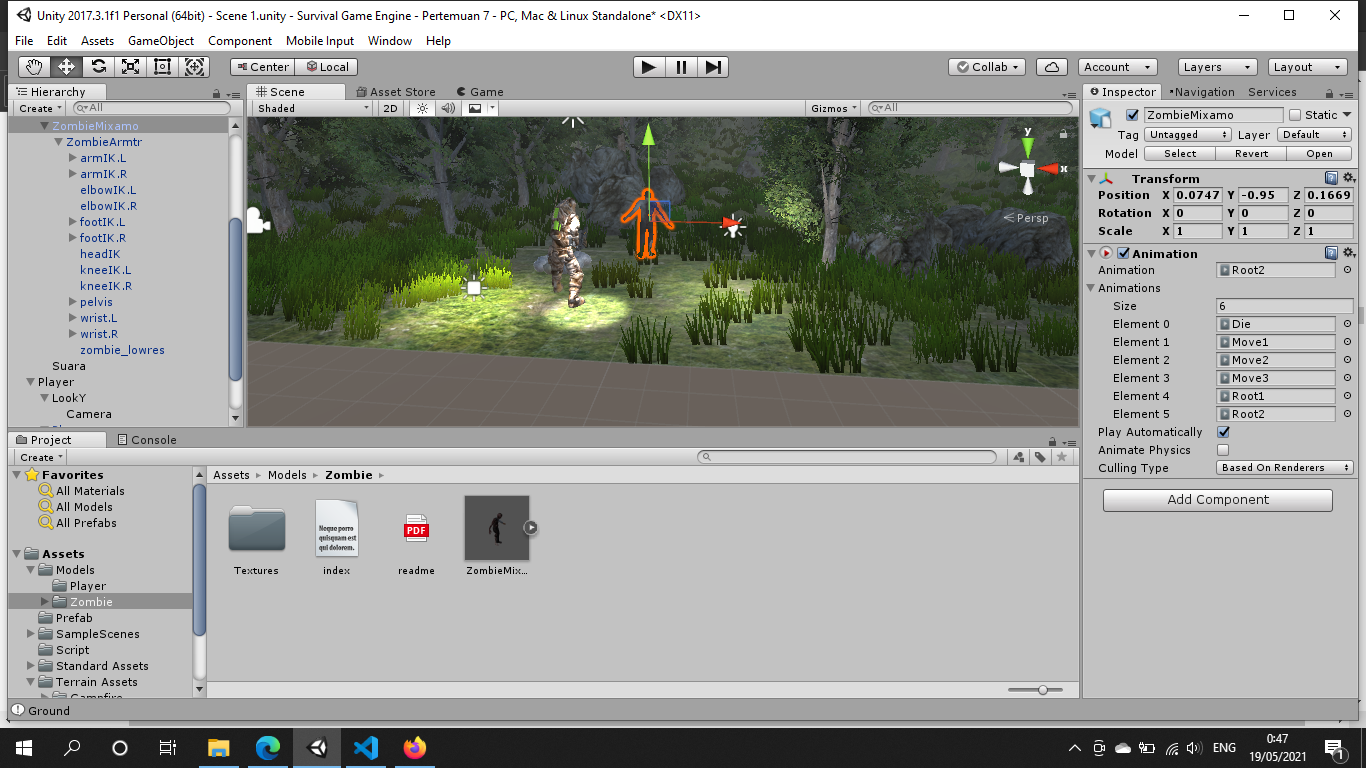 Unity 2017.3.1f1 Personal (64bit) - Scene 1.unity - Survival Game Engine - Pertemuan 7 - PC, Mac & Linux Standalone* <DX11>
File Edit Assets GameObject Component Mobile Input Window Help
Center Local Collab Account Layers Layout
Hierarchy
Create All
ZombieMixamo
ZombieArmtr
armIK.L
armIK.R
elbowIK.L
elbowIK.R
footIK.L
footIK.R
headIK
kneeIK.L
kneeIK.R
pelvis
wrist.L
wrist.R
zombie_lowres
Suara
Player
LookY
Camera
Scene Asset Store Game
Shaded 2D Gizmos All
y
x
Persp
Inspector Navigation Services
ZombieMixamo Static
Tag Untagged Layer Default
Model Select Revert Open
Transform
Position X 0.0747 Y -0.95 Z 0.1669
Rotation X 0 Y 0 Z 0
Scale X 1 Y 1 Z 1
Animation
Animation Root2
Animations
Size 6
Element 0 Die
Element 1 Move1
Element 2 Move2
Element 3 Move3
Element 4 Root1
Element 5 Root2
Play Automatically
Animate Physics
Culling Type Based On Renderers
Add Component
Project Console
Create
Favorites
All Materials
All Models
All Prefabs
Assets
Models
Player
Zombie
Prefab
SampleScenes
Script
Standard Assets
Terrain Assets
Campfire
Assets ▸ Models ▸ Zombie ▸
Neque porro
quisquam est
qui dolorem.
PDF
Textures index readme ZombieMix...
Ground
ENG
0:47
19/05/2021
1